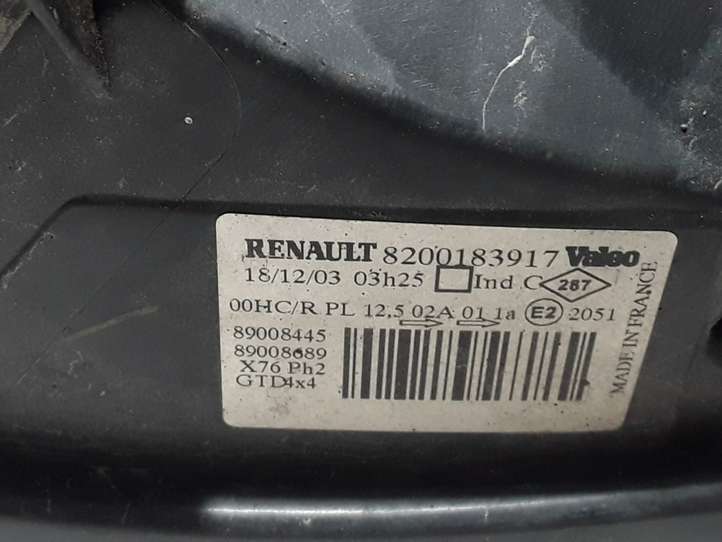 RENAULT 8200183917 Valeo
18/12/03 03h25 Ind C 287
00HC/R PL 12,5 02A 01 1a E2 2051
89008445
89008689
X76 Ph2
GTD4x4
MADE IN FRANCE